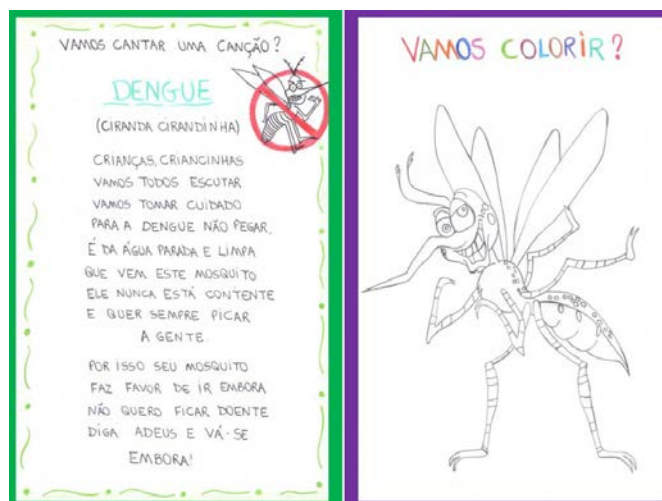 VAMOS CANTAR UMA CANÇÃO?
DENGUE
(CIRANDA CIRANDINHA)
CRIANÇAS, CRIANCINHAS
VAMOS TODOS ESCUTAR
VAMOS TOMAR CUIDADO
PARA A DENGUE NÃO PEGAR.
É DA ÁGUA PARADA E LIMPA
QUE VEM ESTE MOSQUITO
ELE NUNCA ESTÁ CONTENTE
E QUER SEMPRE PICAR
A GENTE.
POR ISSO SEU MOSQUITO
FAZ FAVOR DE IR EMBORA
NÃO QUERO FICAR DOENTE
DIGA ADEUS E VÁ-SE
EMBORA!
VAMOS COLORIR?